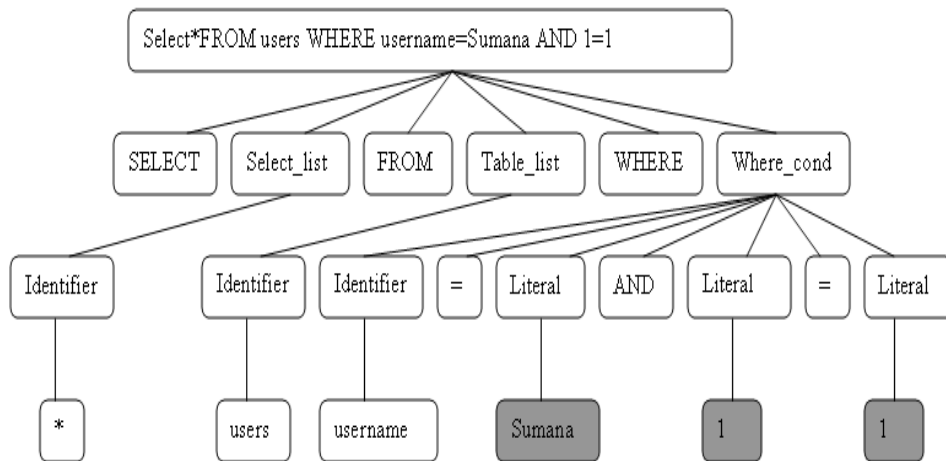 Select*FROM users WHERE username=Sumana AND 1=1
SELECT Select_list FROM Table_list WHERE Where_cond
Identifier Identifier Identifier = Literal AND Literal = Literal
* users username Sumana 1 1